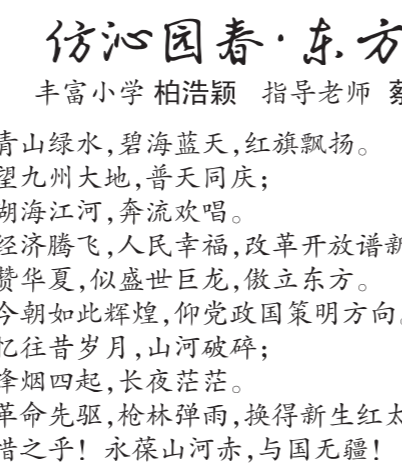 仿沁园春·东方
丰富小学 柏浩颖 指导老师 蔡
青山绿水,碧海蓝天,红旗飘扬。
望九州大地,普天同庆;
湖海江河,奔流欢唱。
经济腾飞,人民幸福,改革开放谱新
赞华夏,似盛世巨龙,傲立东方。
今朝如此辉煌,仰党政国策明方向。
忆往昔岁月,山河破碎;
烽烟四起,长夜茫茫。
革命先驱,枪林弹雨,换得新生红太
惜之乎!永葆山河赤,与国无疆!